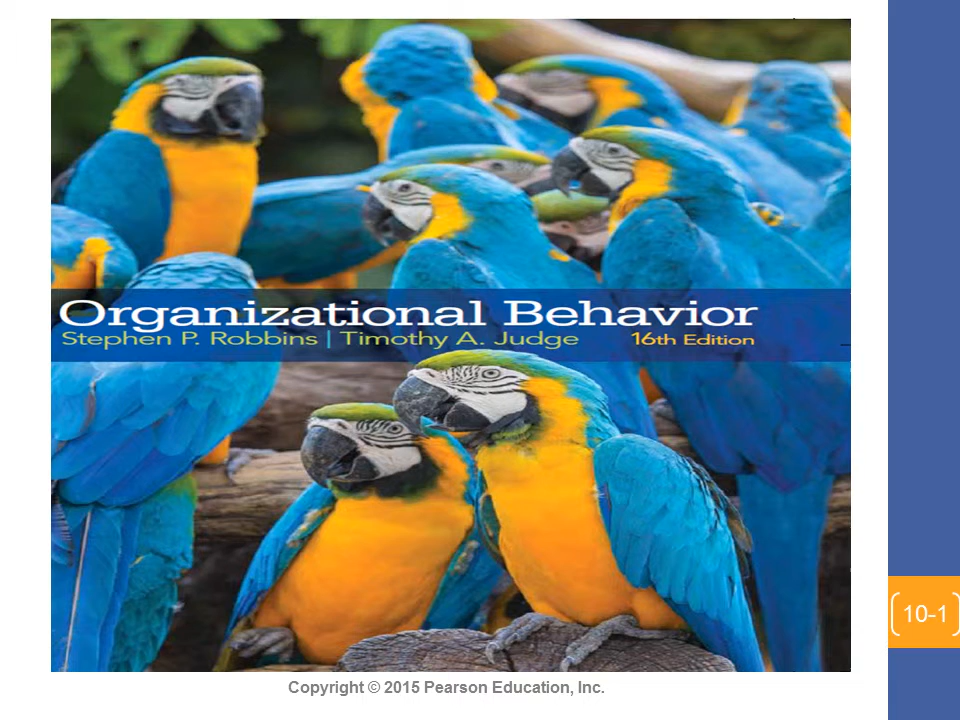 Organizational Behavior
Stephen P. Robbins | Timothy A. Judge 16th Edition
10-1
Copyright © 2015 Pearson Education, Inc.